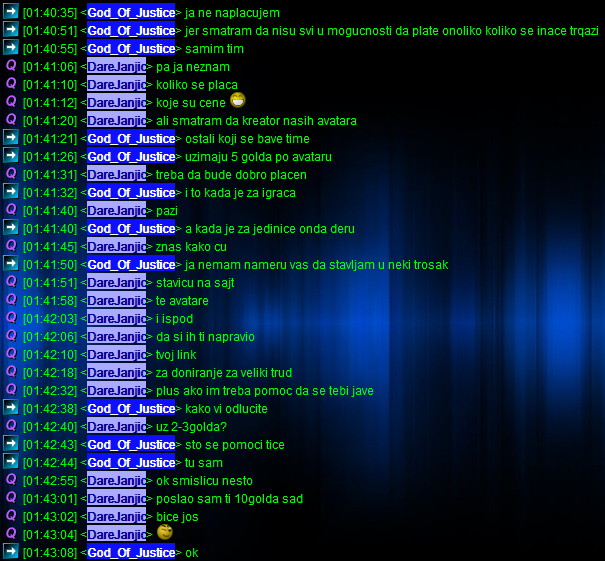 [01:40:35] <God_Of_Justice> ja ne naplacujem
[01:40:51] <God_Of_Justice> jer smatram da nisu svi u mogucnosti da plate onoliko koliko se inace trqazi
[01:40:55] <God_Of_Justice> samim tim
[01:41:06] <DareJanjic> pa ja neznam
[01:41:10] <DareJanjic> koliko se placa
[01:41:12] <DareJanjic> koje su cene
[01:41:20] <DareJanjic> ali smatram da kreator nasih avatara
[01:41:21] <God_Of_Justice> ostali koji se bave time
[01:41:26] <God_Of_Justice> uzimaju 5 golda po avataru
[01:41:31] <DareJanjic> treba da bude dobro placen
[01:41:32] <God_Of_Justice> i to kada je za igraca
[01:41:40] <DareJanjic> pazi
[01:41:40] <God_Of_Justice> a kada je za jedinice onda deru
[01:41:45] <DareJanjic> znas kako cu
[01:41:50] <God_Of_Justice> ja nemam nameru vas da stavljam u neki trosak
[01:41:51] <DareJanjic> stavicu na sajt
[01:41:58] <DareJanjic> te avatare
[01:42:03] <DareJanjic> i ispod
[01:42:06] <DareJanjic> da si ih ti napravio
[01:42:10] <DareJanjic> tvoj link
[01:42:18] <DareJanjic> za doniranje za veliki trud
[01:42:32] <DareJanjic> plus ako im treba pomoc da se tebi jave
[01:42:38] <God_Of_Justice> kako vi odlucite
[01:42:40] <DareJanjic> uz 2-3golda?
[01:42:43] <God_Of_Justice> sto se pomoci tice
[01:42:44] <God_Of_Justice> tu sam
[01:42:55] <DareJanjic> ok smislicu nesto
[01:43:01] <DareJanjic> poslao sam ti 10golda sad
[01:43:02] <DareJanjic> bice jos
[01:43:04] <DareJanjic>
[01:43:08] <God_Of_Justice> ok